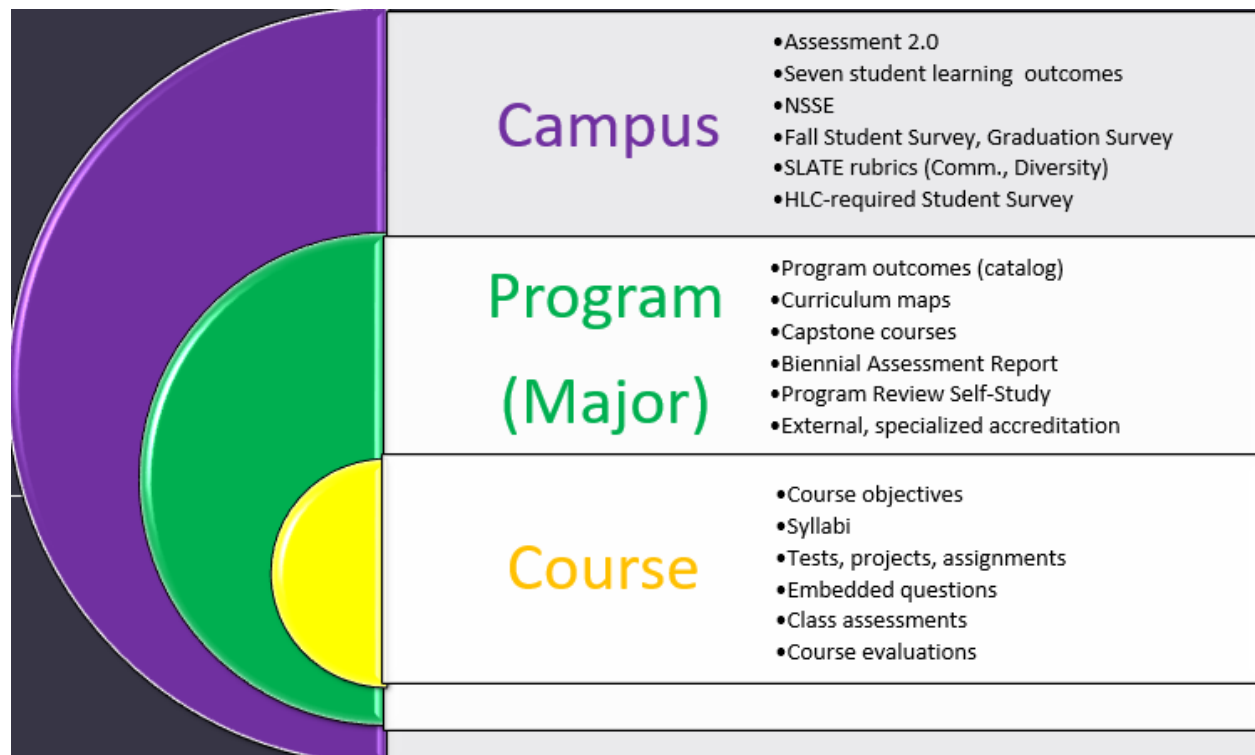 Campus
•Assessment 2.0
•Seven student learning  outcomes
•NSSE
•Fall Student Survey, Graduation Survey
•SLATE rubrics (Comm., Diversity)
•HLC-required Student Survey
Program
(Major)
•Program outcomes (catalog)
•Curriculum maps
•Capstone courses
•Biennial Assessment Report
•Program Review Self-Study
•External, specialized accreditation
Course
•Course objectives
•Syllabi
•Tests, projects, assignments
•Embedded questions
•Class assessments
•Course evaluations